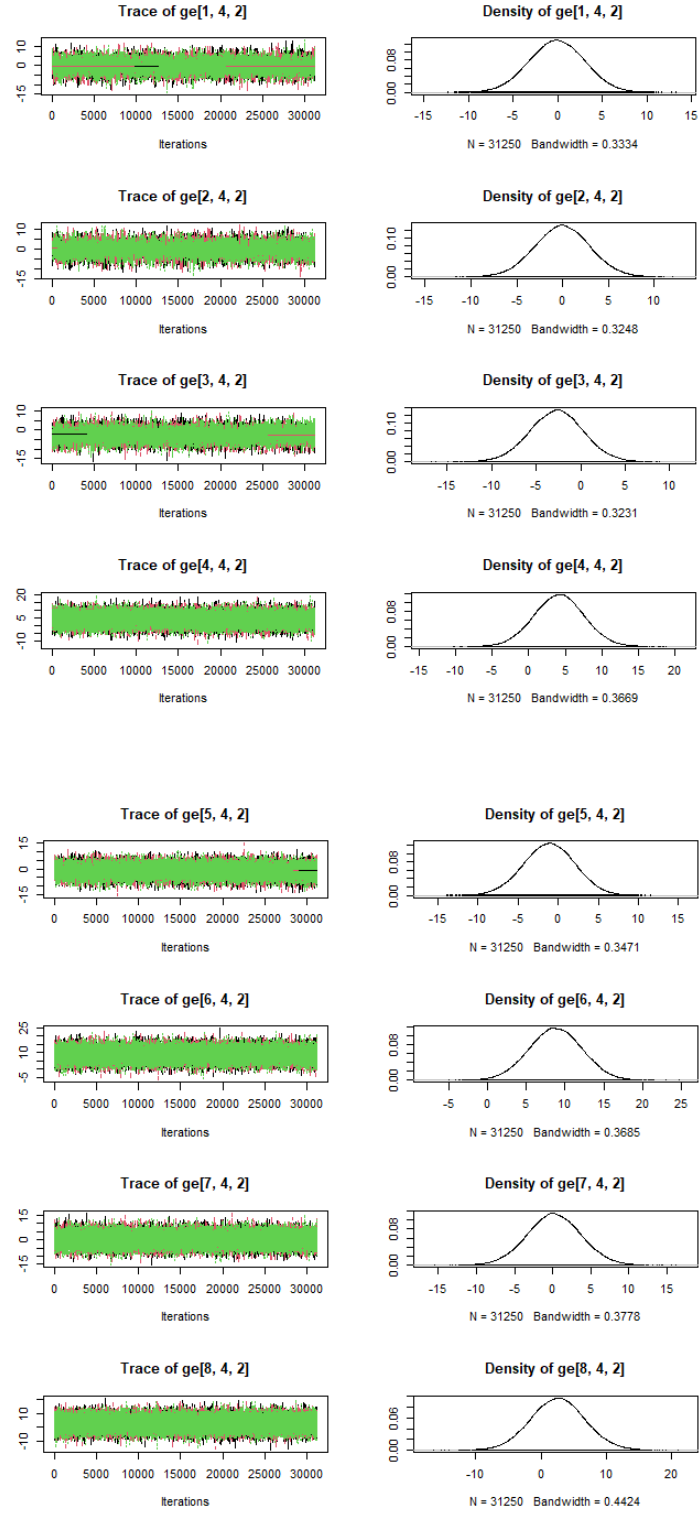 Trace of ge[1, 4, 2]
-15 0 10
0 5000 10000 15000 20000 25000 30000
Iterations
Density of ge[1, 4, 2]
0.00 0.08
-15 -10 -5 0 5 10 15
N = 31250 Bandwidth = 0.3334
Trace of ge[2, 4, 2]
-15 0 10
0 5000 10000 15000 20000 25000 30000
Iterations
Density of ge[2, 4, 2]
0.00 0.10
-15 -10 -5 0 5 10
N = 31250 Bandwidth = 0.3248
Trace of ge[3, 4, 2]
-15 0 10
0 5000 10000 15000 20000 25000 30000
Iterations
Density of ge[3, 4, 2]
0.00 0.10
-15 -10 -5 0 5 10
N = 31250 Bandwidth = 0.3231
Trace of ge[4, 4, 2]
-10 5 20
0 5000 10000 15000 20000 25000 30000
Iterations
Density of ge[4, 4, 2]
0.00 0.08
-15 -10 -5 0 5 10 15 20
N = 31250 Bandwidth = 0.3669
Trace of ge[5, 4, 2]
-15 0 15
0 5000 10000 15000 20000 25000 30000
Iterations
Density of ge[5, 4, 2]
0.00 0.08
-15 -10 -5 0 5 10 15
N = 31250 Bandwidth = 0.3471
Trace of ge[6, 4, 2]
-5 10 25
0 5000 10000 15000 20000 25000 30000
Iterations
Density of ge[6, 4, 2]
0.00 0.08
-5 0 5 10 15 20 25
N = 31250 Bandwidth = 0.3685
Trace of ge[7, 4, 2]
-15 0 15
0 5000 10000 15000 20000 25000 30000
Iterations
Density of ge[7, 4, 2]
0.00 0.08
-15 -10 -5 0 5 10 15
N = 31250 Bandwidth = 0.3778
Trace of ge[8, 4, 2]
-10 10
0 5000 10000 15000 20000 25000 30000
Iterations
Density of ge[8, 4, 2]
0.00 0.06
-10 0 10 20
N = 31250 Bandwidth = 0.4424